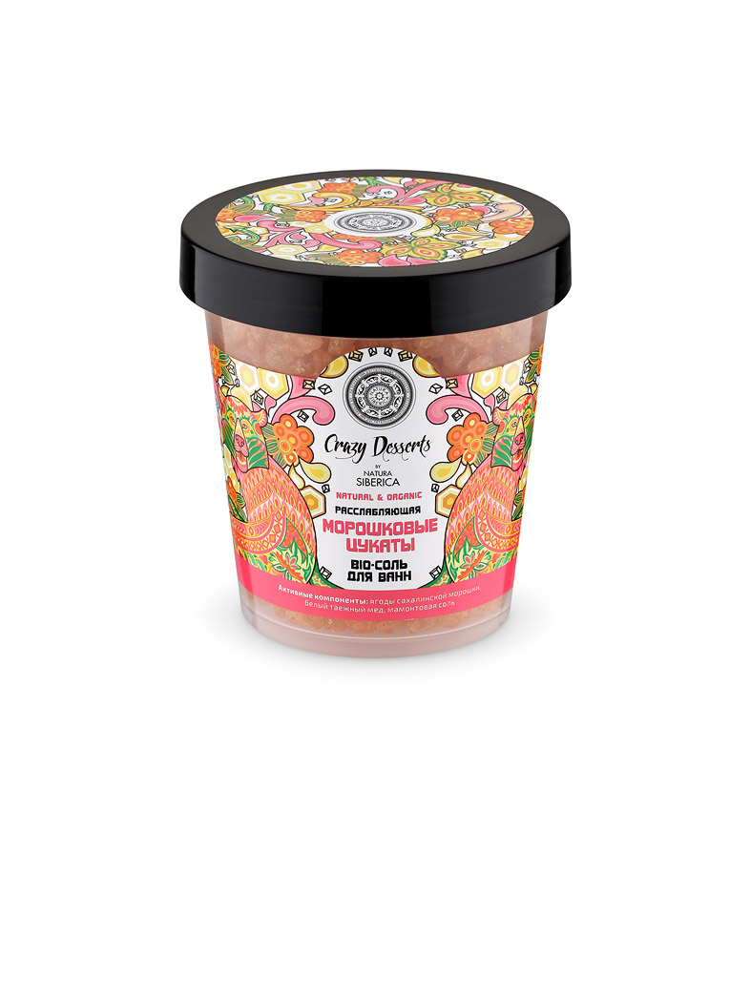 Crazy Desserts
BY
NATURA
SIBERICA
NATURAL & ORGANIC
РАССЛАБЛЯЮЩАЯ
МОРОШКОВЫЕ
ЦУКАТЫ
BIO-СОЛЬ
ДЛЯ ВАНН
Активные компоненты: ягоды сахалинской морошки,
белый таежный мед, мамонтовая соль